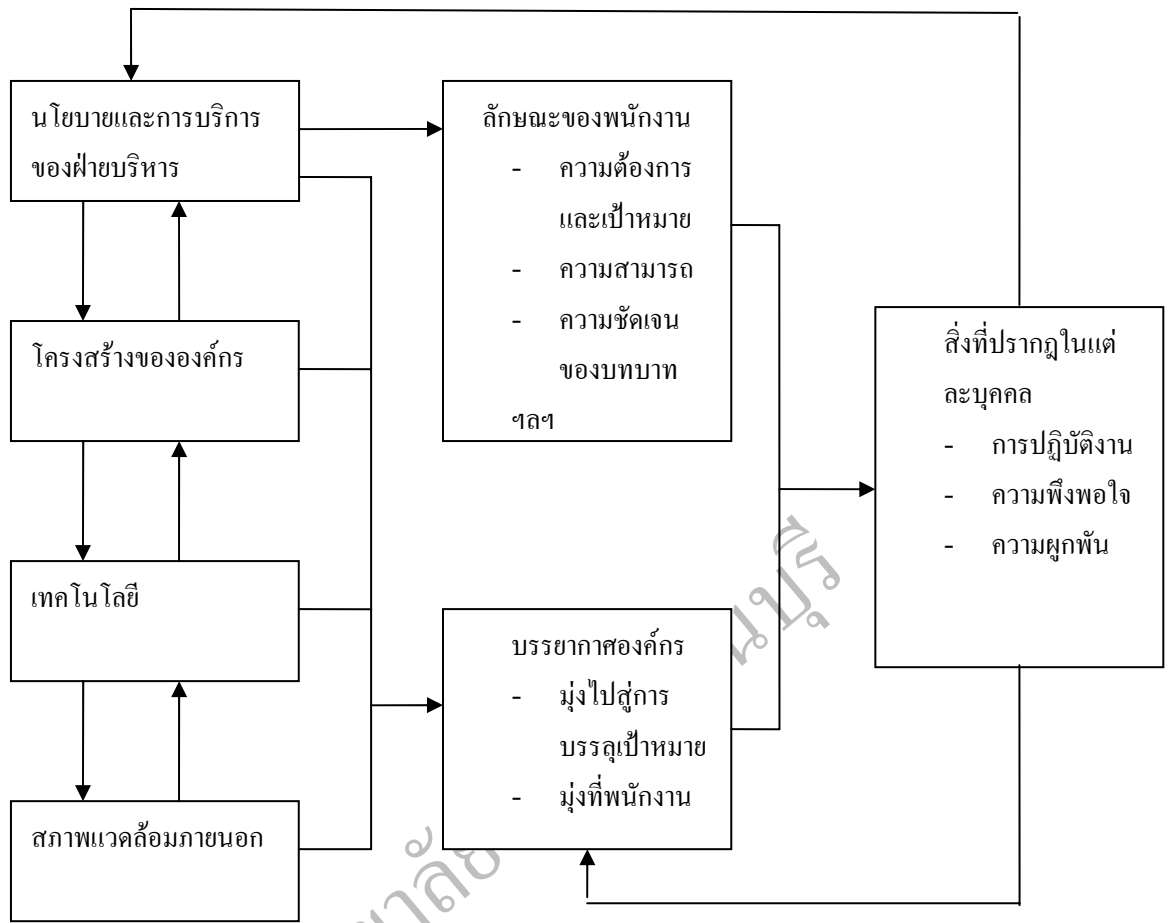 นโยบายและการบริการ
ของฝ่ายบริหาร
โครงสร้างขององค์กร
เทคโนโลยี
สภาพแวดล้อมภายนอก
ลักษณะของพนักงาน
- ความต้องการ
และเป้าหมาย
- ความสามารถ
- ความชัดเจน
ของบทบาท
ฯลฯ
บรรยากาศองค์กร
- มุ่งไปสู่การ
บรรลุเป้าหมาย
- มุ่งที่พนักงาน
สิ่งที่ปรากฎในแต่
ละบุคคล
- การปฏิบัติงาน
- ความพึงพอใจ
- ความผูกพัน